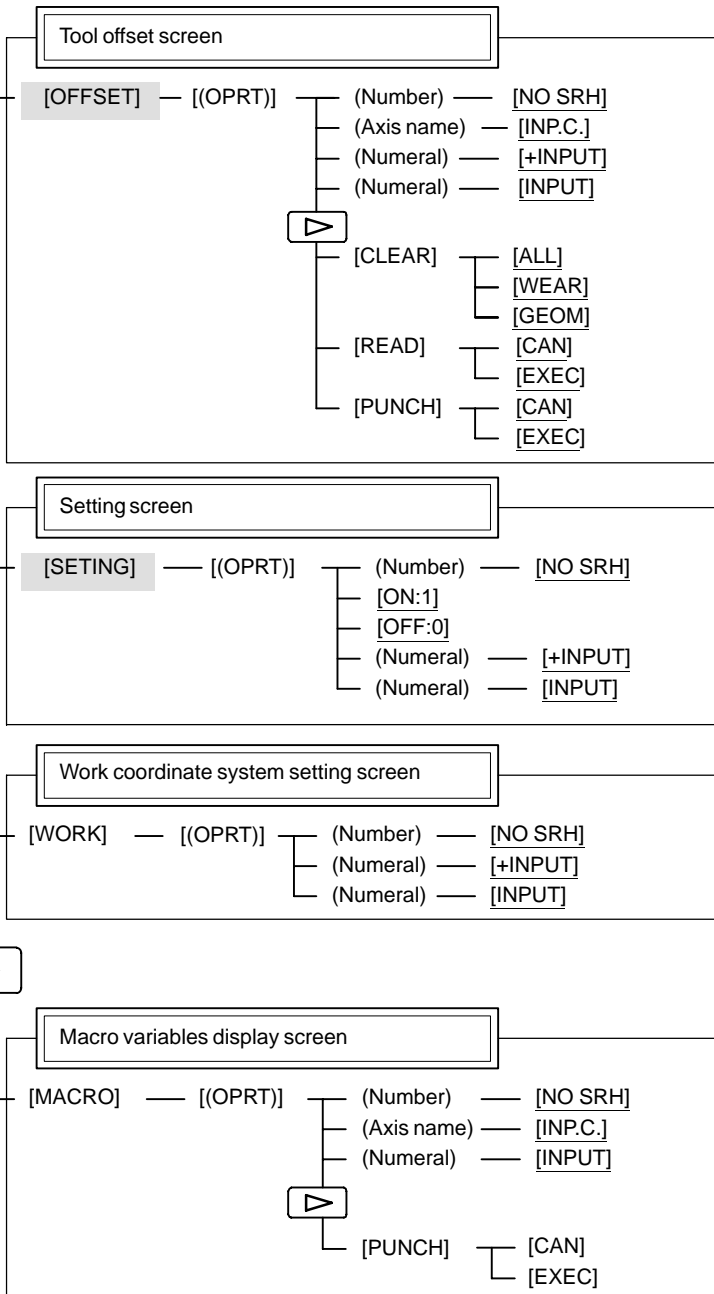 Tool offset screen
[OFFSET] [(OPRT)] (Number) [NO SRH]
(Axis name) [INP.C.]
(Numeral) [+INPUT]
(Numeral) [INPUT]
[CLEAR] [ALL]
[WEAR]
[GEOM]
[READ] [CAN]
[EXEC]
[PUNCH] [CAN]
[EXEC]
Setting screen
[SETING] [(OPRT)] (Number) [NO SRH]
[ON:1]
[OFF:0]
(Numeral) [+INPUT]
(Numeral) [INPUT]
Work coordinate system setting screen
[WORK] [(OPRT)] (Number) [NO SRH]
(Numeral) [+INPUT]
(Numeral) [INPUT]
Macro variables display screen
[MACRO] [(OPRT)] (Number) [NO SRH]
(Axis name) [INP.C.]
(Numeral) [INPUT]
[PUNCH] [CAN]
[EXEC]